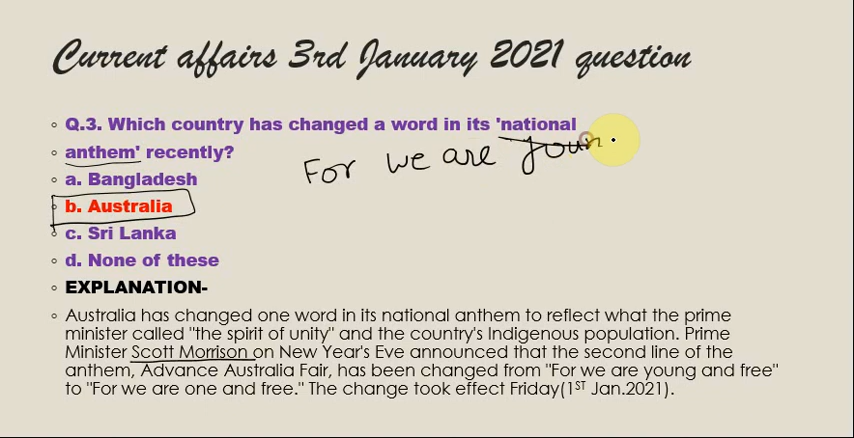 Current affairs 3rd January 2021 question
Q.3. Which country has changed a word in its 'national
anthem' recently?
For we are youn
a. Bangladesh
b. Australia
c. Sri Lanka
d. None of these
EXPLANATION-
Australia has changed one word in its national anthem to reflect what the prime
minister called "the spirit of unity" and the country's Indigenous population. Prime
Minister Scott Morrison on New Year's Eve announced that the second line of the
anthem, Advance Australia Fair, has been changed from "For we are young and free"
to "For we are one and free." The change took effect Friday(1ST Jan.2021).